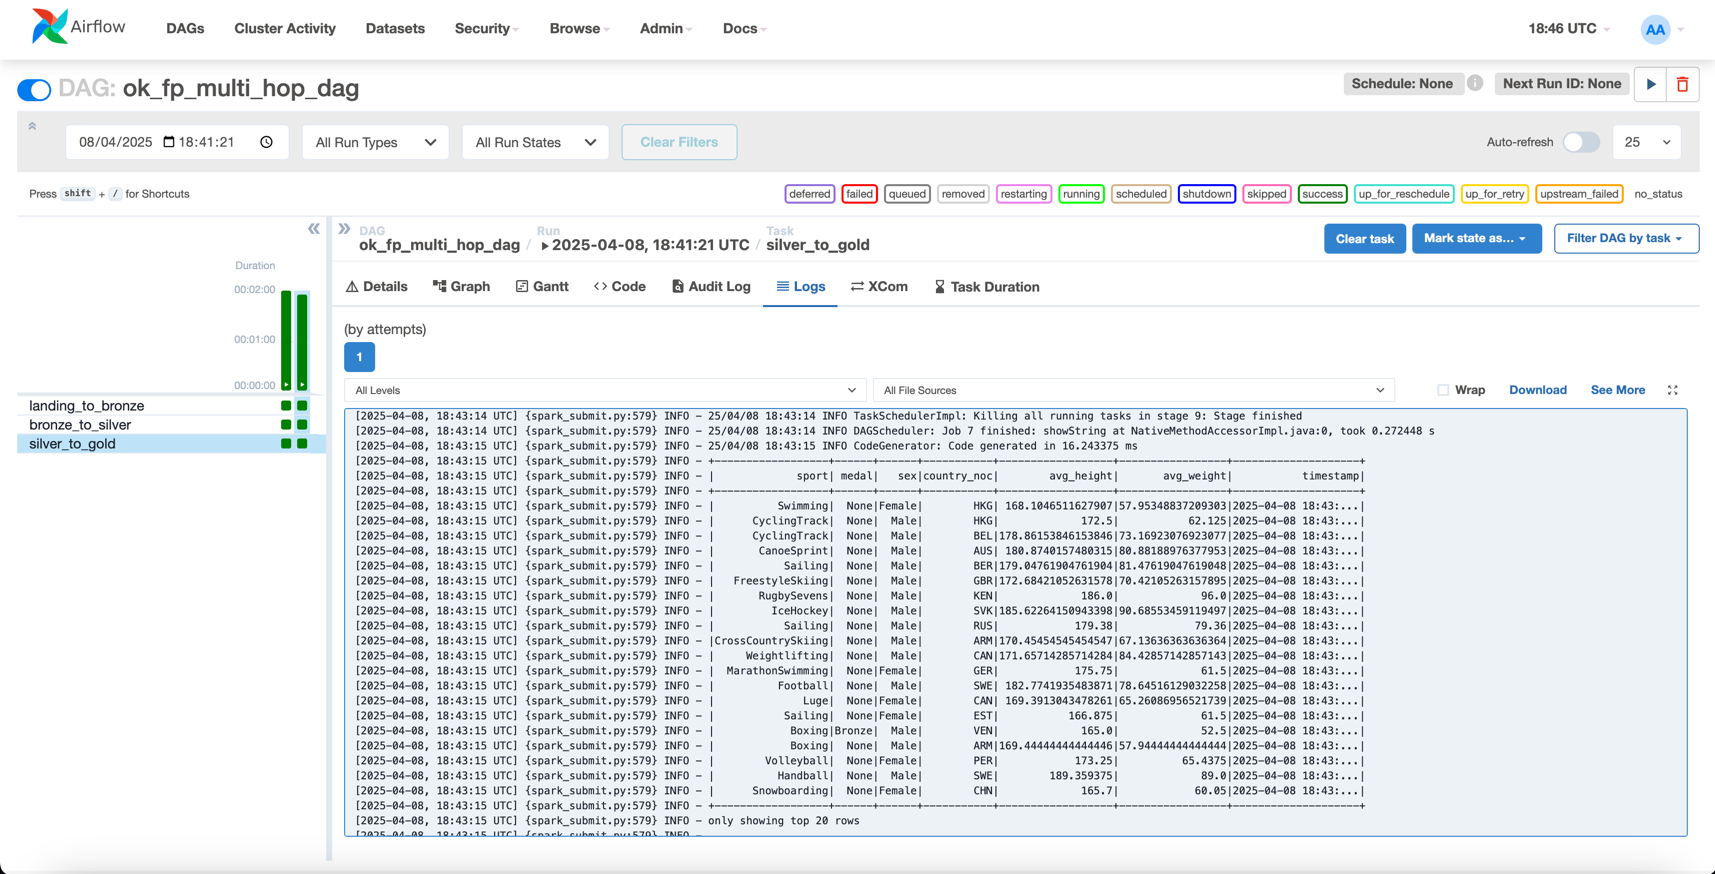 Airflow DAGs Cluster Activity Datasets Security Browse Admin Docs 18:46 UTC AA
DAG: ok_fp_multi_hop_dag Schedule: None i Next Run ID: None
08/04/2025 18:41:21 All Run Types All Run States Clear Filters Auto-refresh 25
Press shift + / for Shortcuts deferred failed queued removed restarting running scheduled shutdown skipped success up_for_reschedule up_for_retry upstream_failed no_status
DAG Run Task
ok_fp_multi_hop_dag / 2025-04-08, 18:41:21 UTC / silver_to_gold Clear task Mark state as... Filter DAG by task
Duration
00:02:00
00:01:00
00:00:00
landing_to_bronze
bronze_to_silver
silver_to_gold
Details Graph Gantt Code Audit Log Logs XCom Task Duration
(by attempts)
1
All Levels All File Sources Wrap Download See More
[2025-04-08, 18:43:14 UTC] {spark_submit.py:579} INFO - 25/04/08 18:43:14 INFO TaskSchedulerImpl: Killing all running tasks in stage 9: Stage finished
[2025-04-08, 18:43:14 UTC] {spark_submit.py:579} INFO - 25/04/08 18:43:14 INFO DAGScheduler: Job 7 finished: showString at NativeMethodAccessorImpl.java:0, took 0.272448 s
[2025-04-08, 18:43:15 UTC] {spark_submit.py:579} INFO - 25/04/08 18:43:15 INFO CodeGenerator: Code generated in 16.243375 ms
[2025-04-08, 18:43:15 UTC] {spark_submit.py:579} INFO - +------------------+------+------+-----------+------------------+-----------------+--------------------+
[2025-04-08, 18:43:15 UTC] {spark_submit.py:579} INFO - |             sport| medal|   sex|country_noc|        avg_height|       avg_weight|           timestamp|
[2025-04-08, 18:43:15 UTC] {spark_submit.py:579} INFO - +------------------+------+------+-----------+------------------+-----------------+--------------------+
[2025-04-08, 18:43:15 UTC] {spark_submit.py:579} INFO - |          Swimming|  None|Female|        HKG| 168.1046511627907|57.95348837209303|2025-04-08 18:43:...|
[2025-04-08, 18:43:15 UTC] {spark_submit.py:579} INFO - |      CyclingTrack|  None|  Male|        HKG|             172.5|           62.125|2025-04-08 18:43:...|
[2025-04-08, 18:43:15 UTC] {spark_submit.py:579} INFO - |      CyclingTrack|  None|  Male|        BEL|178.86153846153846|73.16923076923077|2025-04-08 18:43:...|
[2025-04-08, 18:43:15 UTC] {spark_submit.py:579} INFO - |       CanoeSprint|  None|  Male|        AUS| 180.8740157480315|80.88188976377953|2025-04-08 18:43:...|
[2025-04-08, 18:43:15 UTC] {spark_submit.py:579} INFO - |           Sailing|  None|  Male|        BER|179.04761904761904|81.47619047619048|2025-04-08 18:43:...|
[2025-04-08, 18:43:15 UTC] {spark_submit.py:579} INFO - |   FreestyleSkiing|  None|  Male|        GBR|172.68421052631578|70.42105263157895|2025-04-08 18:43:...|
[2025-04-08, 18:43:15 UTC] {spark_submit.py:579} INFO - |       RugbySevens|  None|  Male|        KEN|             186.0|             96.0|2025-04-08 18:43:...|
[2025-04-08, 18:43:15 UTC] {spark_submit.py:579} INFO - |         IceHockey|  None|  Male|        SVK|185.62264150943398|90.68553459119497|2025-04-08 18:43:...|
[2025-04-08, 18:43:15 UTC] {spark_submit.py:579} INFO - |           Sailing|  None|  Male|        RUS|            179.38|            79.36|2025-04-08 18:43:...|
[2025-04-08, 18:43:15 UTC] {spark_submit.py:579} INFO - |CrossCountrySkiing|  None|  Male|        ARM|170.45454545454547|67.13636363636364|2025-04-08 18:43:...|
[2025-04-08, 18:43:15 UTC] {spark_submit.py:579} INFO - |     Weightlifting|  None|  Male|        CAN|171.65714285714284|84.42857142857143|2025-04-08 18:43:...|
[2025-04-08, 18:43:15 UTC] {spark_submit.py:579} INFO - |  MarathonSwimming|  None|Female|        GER|            175.75|             61.5|2025-04-08 18:43:...|
[2025-04-08, 18:43:15 UTC] {spark_submit.py:579} INFO - |          Football|  None|  Male|        SWE| 182.7741935483871|78.64516129032258|2025-04-08 18:43:...|
[2025-04-08, 18:43:15 UTC] {spark_submit.py:579} INFO - |              Luge|  None|Female|        CAN| 169.3913043478261|65.26086956521739|2025-04-08 18:43:...|
[2025-04-08, 18:43:15 UTC] {spark_submit.py:579} INFO - |           Sailing|  None|Female|        EST|           166.875|             61.5|2025-04-08 18:43:...|
[2025-04-08, 18:43:15 UTC] {spark_submit.py:579} INFO - |            Boxing|Bronze|  Male|        VEN|             165.0|             52.5|2025-04-08 18:43:...|
[2025-04-08, 18:43:15 UTC] {spark_submit.py:579} INFO - |            Boxing|  None|  Male|        ARM|169.44444444444446|57.94444444444444|2025-04-08 18:43:...|
[2025-04-08, 18:43:15 UTC] {spark_submit.py:579} INFO - |        Volleyball|  None|Female|        PER|            173.25|          65.4375|2025-04-08 18:43:...|
[2025-04-08, 18:43:15 UTC] {spark_submit.py:579} INFO - |          Handball|  None|  Male|        SWE|        189.359375|             89.0|2025-04-08 18:43:...|
[2025-04-08, 18:43:15 UTC] {spark_submit.py:579} INFO - |      Snowboarding|  None|Female|        CHN|             165.7|            60.05|2025-04-08 18:43:...|
[2025-04-08, 18:43:15 UTC] {spark_submit.py:579} INFO - +------------------+------+------+-----------+------------------+-----------------+--------------------+
[2025-04-08, 18:43:15 UTC] {spark_submit.py:579} INFO - only showing top 20 rows
[2025-04-08, 18:43:15 UTC] {spark_submit.py:579} INFO -